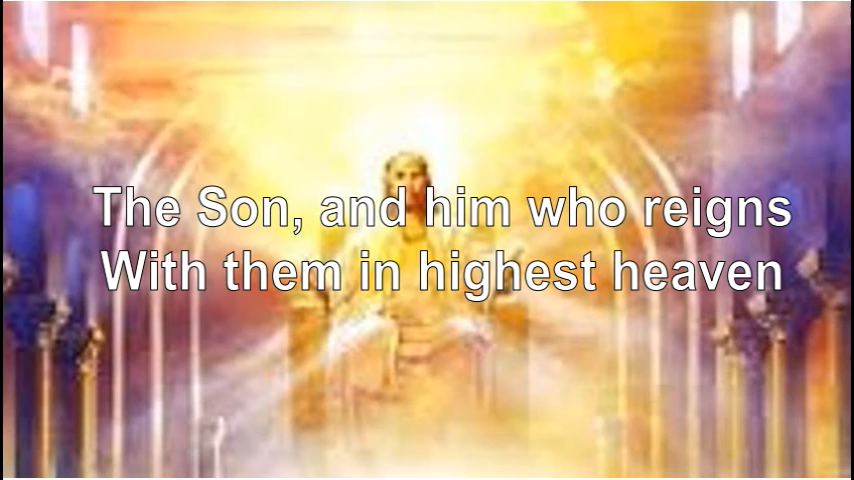 The Son, and him who reigns
With them in highest heaven